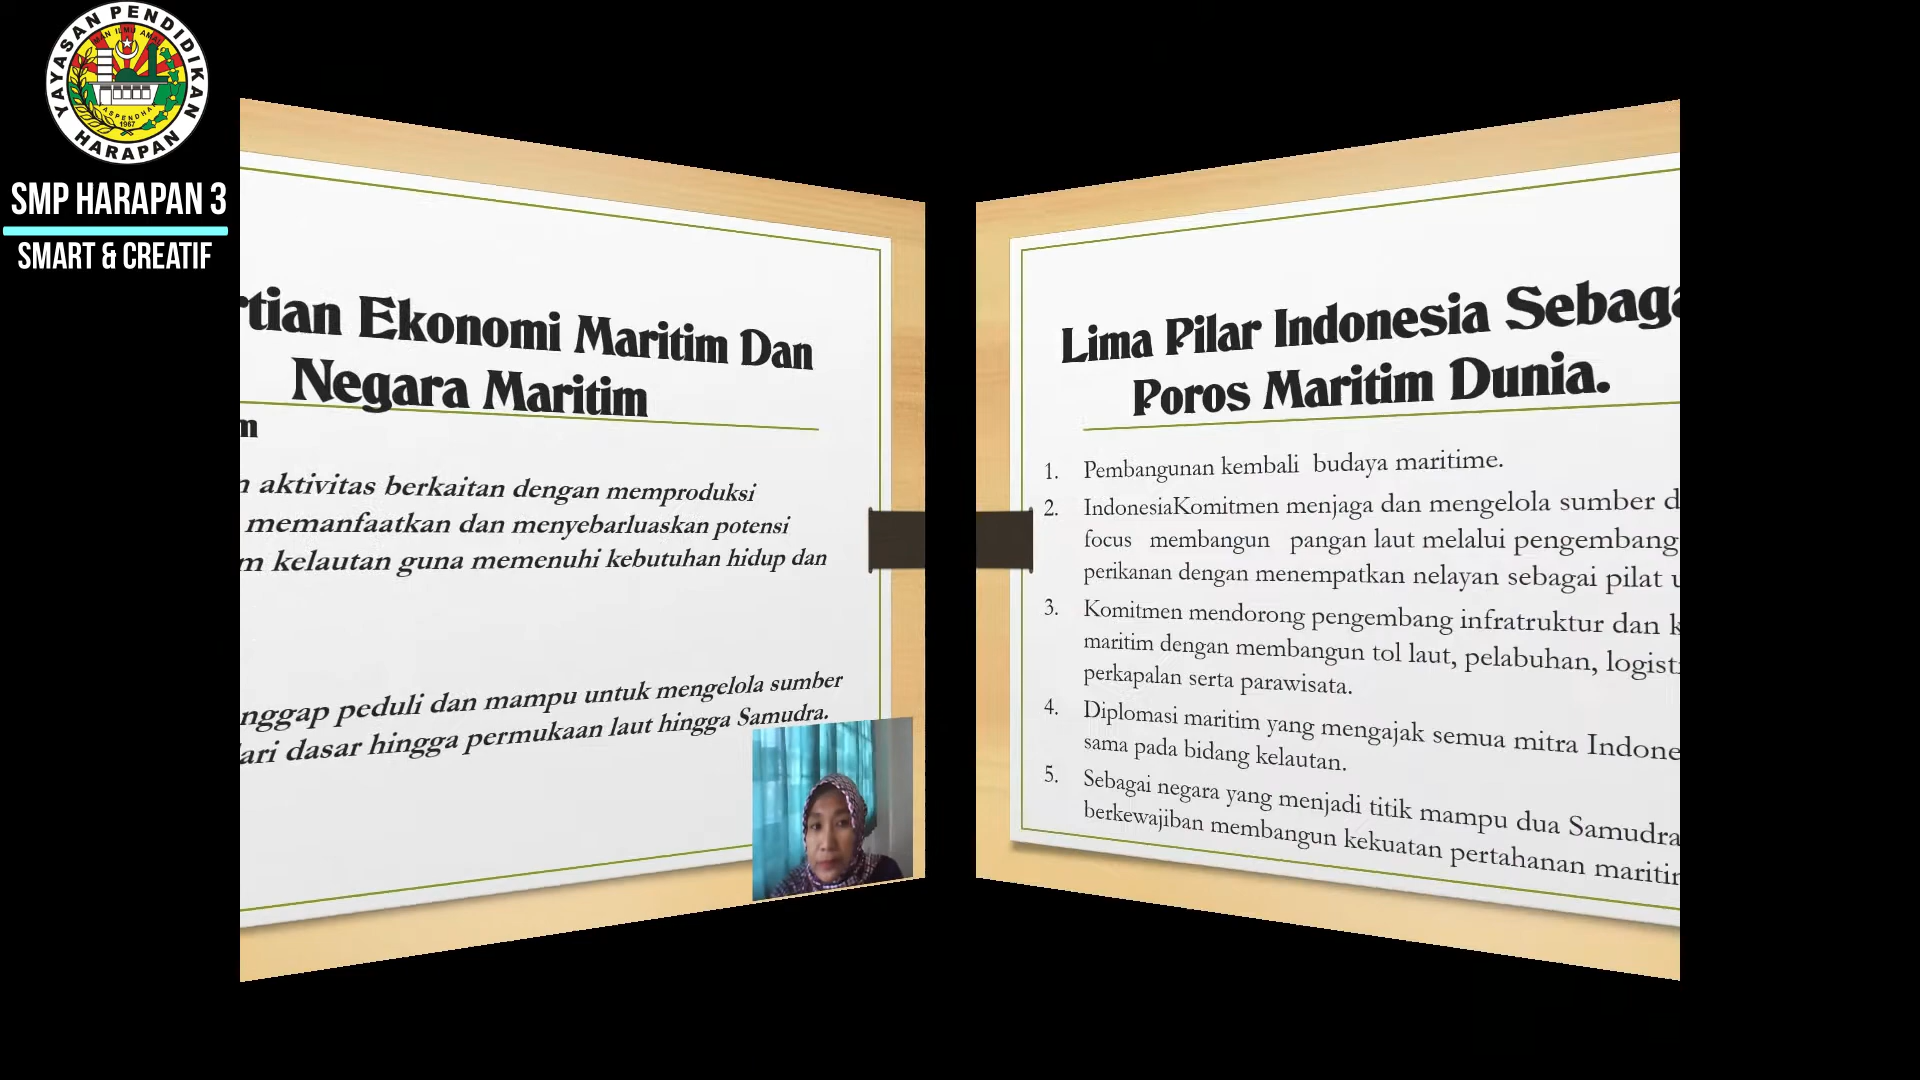 YAYASAN PENDIDIKAN
HARAPAN
1967
SMP HARAPAN 3
SMART & CREATIF
rtian Ekonomi Maritim Dan
Negara Maritim
m
aktivitas berkaitan dengan memproduksi
memanfaatkan dan menyebarluaskan potensi
m kelautan guna memenuhi kebutuhan hidup dan
nggap peduli dan mampu untuk mengelola sumber
ari dasar hingga permukaan laut hingga Samudra.
Lima Pilar Indonesia Sebaga
Poros Maritim Dunia.
1. Pembangunan kembali budaya maritime.
2. IndonesiaKomitmen menjaga dan mengelola sumber d
focus membangun pangan laut melalui pengembang
perikanan dengan menempatkan nelayan sebagai pilat u
3. Komitmen mendorong pengembang infratruktur dan k
maritim dengan membangun tol laut, pelabuhan, logist
perkapalan serta parawisata.
4. Diplomasi maritim yang mengajak semua mitra Indone
sama pada bidang kelautan.
5. Sebagai negara yang menjadi titik mampu dua Samudra
berkewajiban membangun kekuatan pertahanan maritin